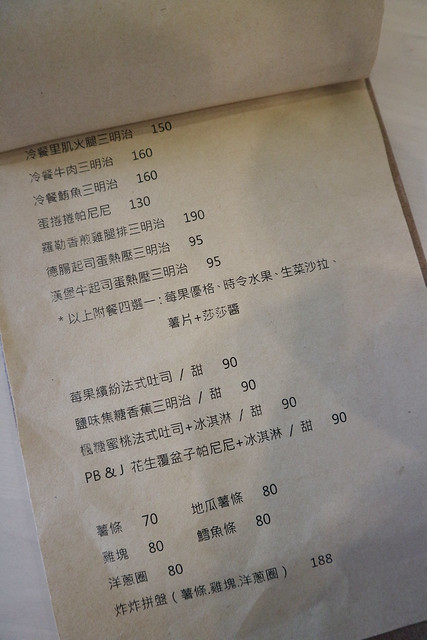 冷餐里肌火腿三明治 150
冷餐牛肉三明治 160
冷餐鮪魚三明治 160
蛋捲捲帕尼尼 130
羅勒香煎雞腿排三明治 190
德腸起司蛋熱壓三明治 95
漢堡牛起司蛋熱壓三明治 95
*以上附餐四選一:莓果優格、時令水果、生菜沙拉、
薯片+莎莎醬
莓果繽紛法式吐司 / 甜 90
鹽味焦糖香蕉三明治 / 甜 90
楓糖蜜桃法式吐司+冰淇淋 / 甜 90
PB & J 花生覆盆子帕尼尼+冰淇淋 / 甜 90
薯條 70 地瓜薯條 80
雞塊 80 鱈魚條 80
洋蔥圈 80
炸炸拼盤(薯條.雞塊.洋蔥圈) 188